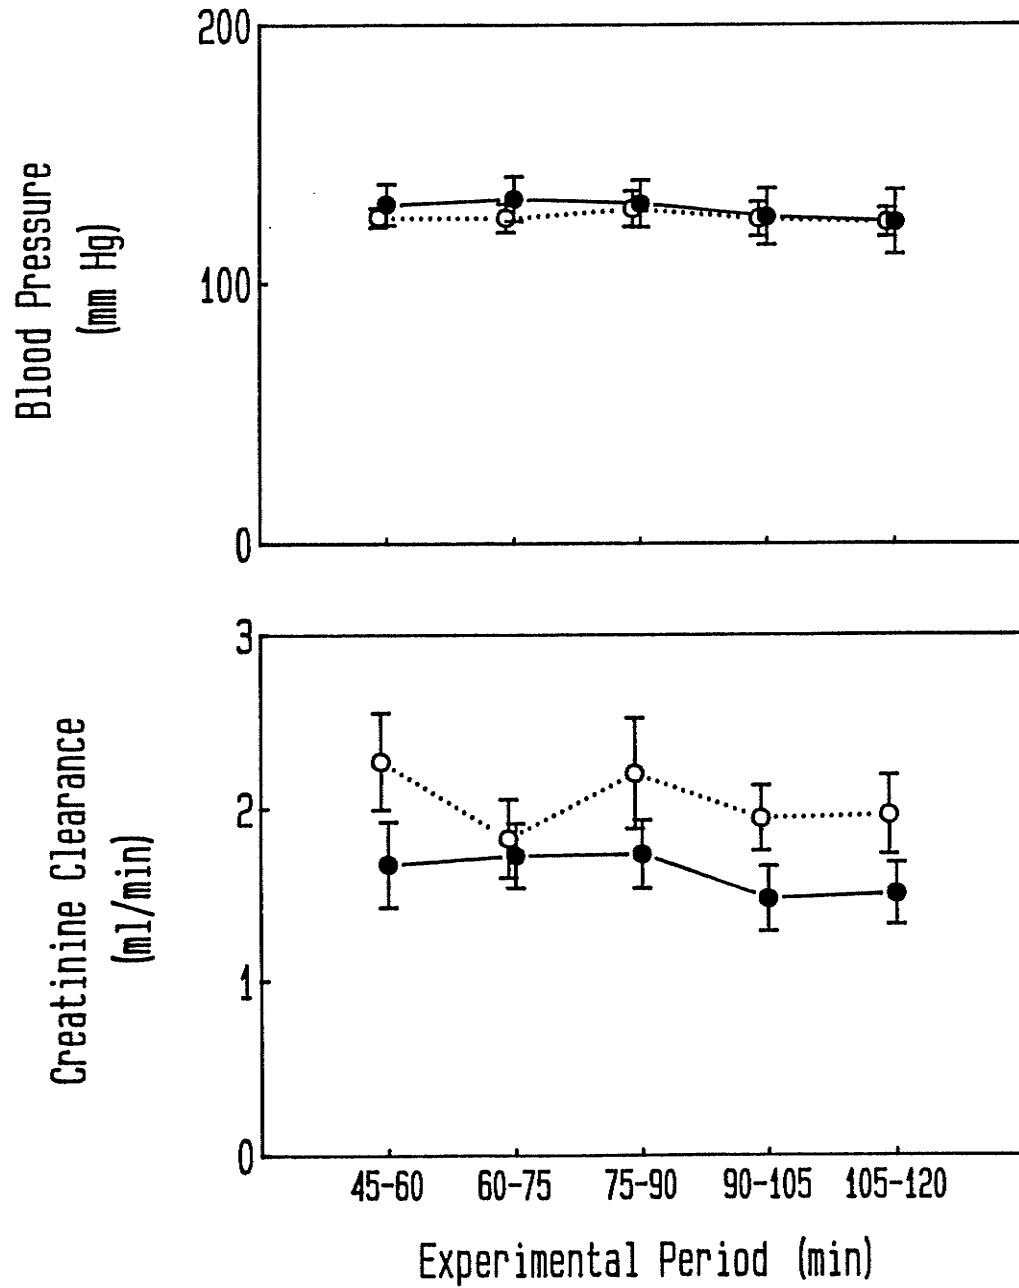 200
100
0
Blood Pressure
(mm Hg)
3
2
1
0
Creatinine Clearance
(ml/min)
45-60 60-75 75-90 90-105 105-120
Experimental Period (min)